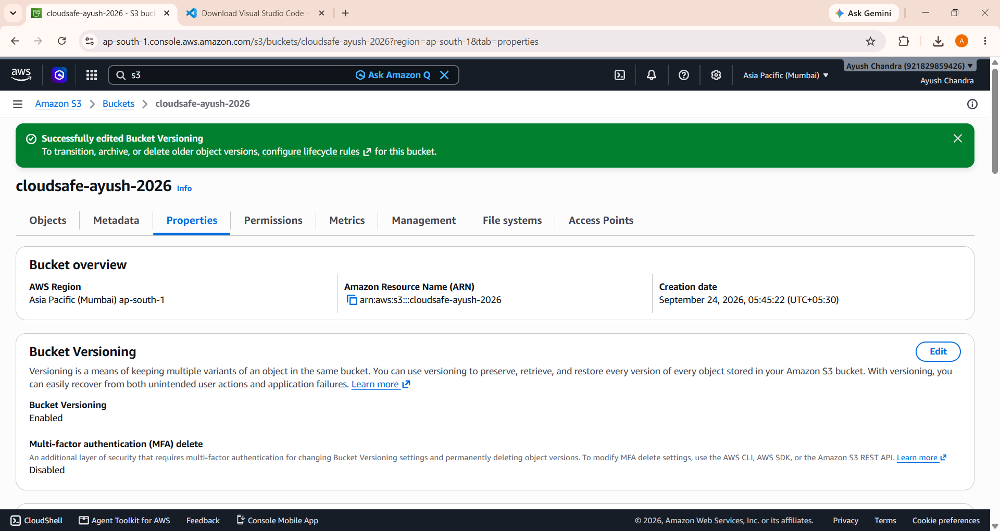 cloudsafe-ayush-2026 - S3 buc
Download Visual Studio Code -
Ask Gemini
ap-south-1.console.aws.amazon.com/s3/buckets/cloudsafe-ayush-2026?region=ap-south-1&tab=properties
A
aws
s3
Ask Amazon Q
Asia Pacific (Mumbai)
Ayush Chandra (921829859426)
Ayush Chandra
Amazon S3
Buckets
cloudsafe-ayush-2026
Successfully edited Bucket Versioning
To transition, archive, or delete older object versions, configure lifecycle rules for this bucket.
cloudsafe-ayush-2026 Info
Objects
Metadata
Properties
Permissions
Metrics
Management
File systems
Access Points
Bucket overview
AWS Region
Asia Pacific (Mumbai) ap-south-1
Amazon Resource Name (ARN)
arn:aws:s3:::cloudsafe-ayush-2026
Creation date
September 24, 2026, 05:45:22 (UTC+05:30)
Bucket Versioning
Edit
Versioning is a means of keeping multiple variants of an object in the same bucket. You can use versioning to preserve, retrieve, and restore every version of every object stored in your Amazon S3 bucket. With versioning, you
can easily recover from both unintended user actions and application failures. Learn more
Bucket Versioning
Enabled
Multi-factor authentication (MFA) delete
An additional layer of security that requires multi-factor authentication for changing Bucket Versioning settings and permanently deleting object versions. To modify MFA delete settings, use the AWS CLI, AWS SDK, or the Amazon S3 REST API. Learn more
Disabled
CloudShell
Agent Toolkit for AWS
Feedback
Console Mobile App
© 2026, Amazon Web Services, Inc. or its affiliates.
Privacy
Terms
Cookie preferences